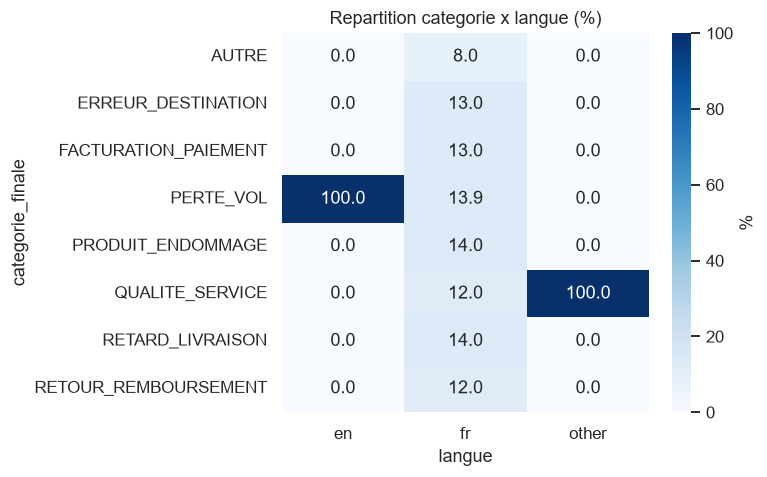 Repartition categorie x langue (%)
categorie_finale
AUTRE 0.0 8.0 0.0
ERREUR_DESTINATION 0.0 13.0 0.0
FACTURATION_PAIEMENT 0.0 13.0 0.0
PERTE_VOL 100.0 13.9 0.0
PRODUIT_ENDOMMAGE 0.0 14.0 0.0
QUALITE_SERVICE 0.0 12.0 100.0
RETARD_LIVRAISON 0.0 14.0 0.0
RETOUR_REMBOURSEMENT 0.0 12.0 0.0
en fr other
langue
100
80
60
40
20
0
%